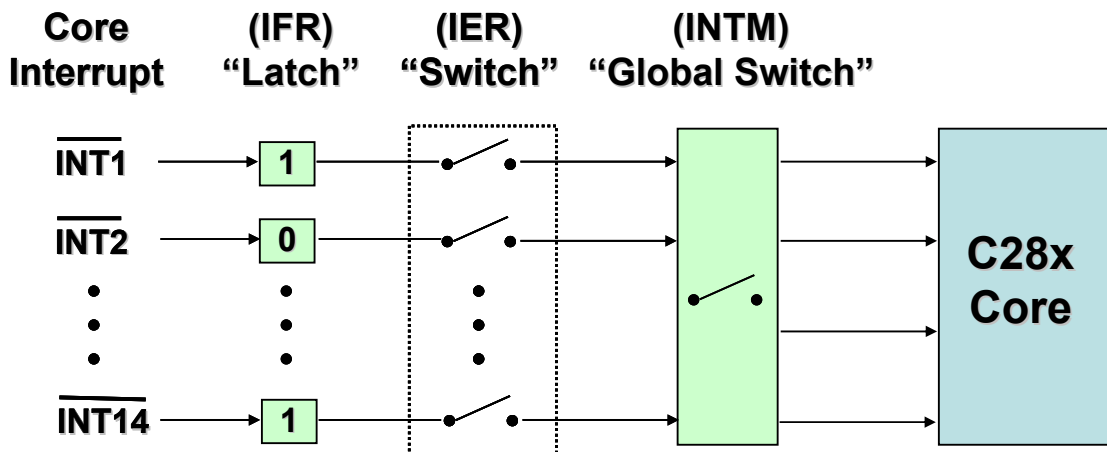 Core
Interrupt
(IFR)
“Latch”
(IER)
“Switch”
(INTM)
“Global Switch”
INT1
1
INT2
0
INT14
1
C28x
Core